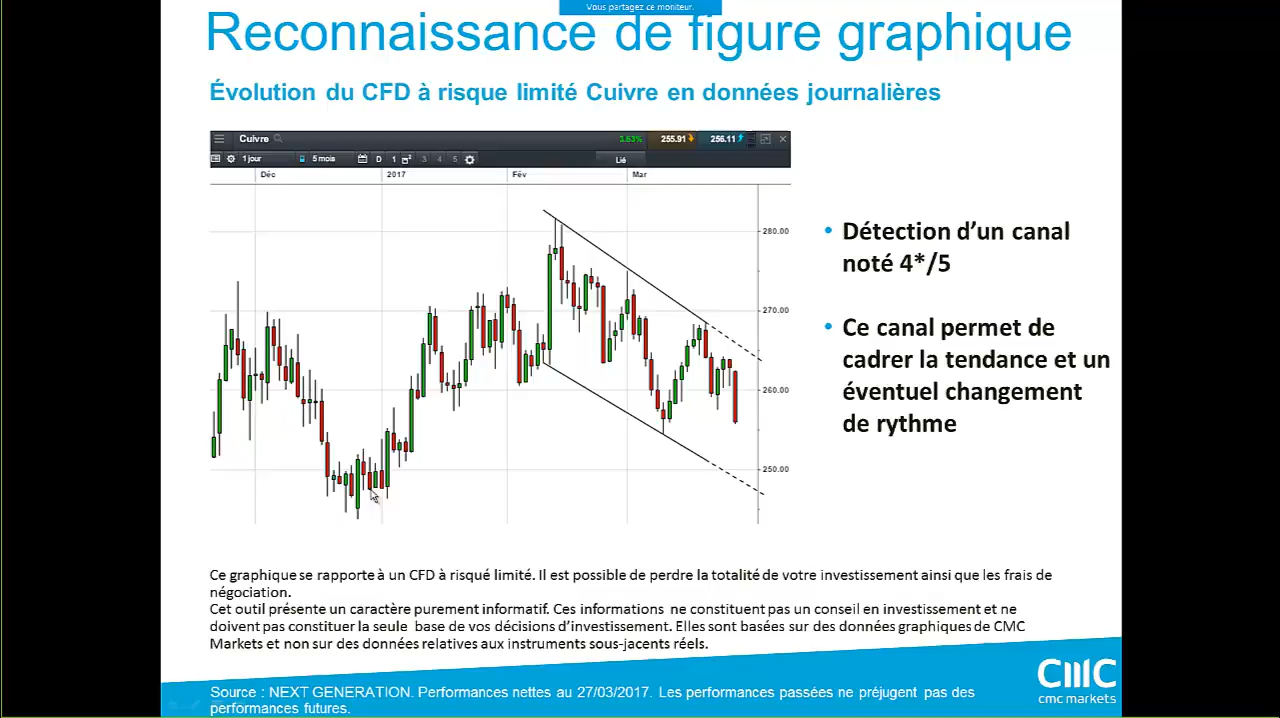 Vous partagez ce moniteur.
Reconnaissance de figure graphique
Évolution du CFD à risque limité Cuivre en données journalières
Cuivre 3.63% 255.91 256.11
1 jour 5 mois D 1 2 3 4 5 Lié
Déc 2017 Fév Mar
280.00
270.00
260.00
250.00
• Détection d’un canal
noté 4*/5
• Ce canal permet de
cadrer la tendance et un
éventuel changement
de rythme
Ce graphique se rapporte à un CFD à risqué limité. Il est possible de perdre la totalité de votre investissement ainsi que les frais de
négociation.
Cet outil présente un caractère purement informatif. Ces informations ne constituent pas un conseil en investissement et ne
doivent pas constituer la seule base de vos décisions d’investissement. Elles sont basées sur des données graphiques de CMC
Markets et non sur des données relatives aux instruments sous-jacents réels.
Source : NEXT GENERATION. Performances nettes au 27/03/2017. Les performances passées ne préjugent pas des
performances futures.
CMC
cmc markets